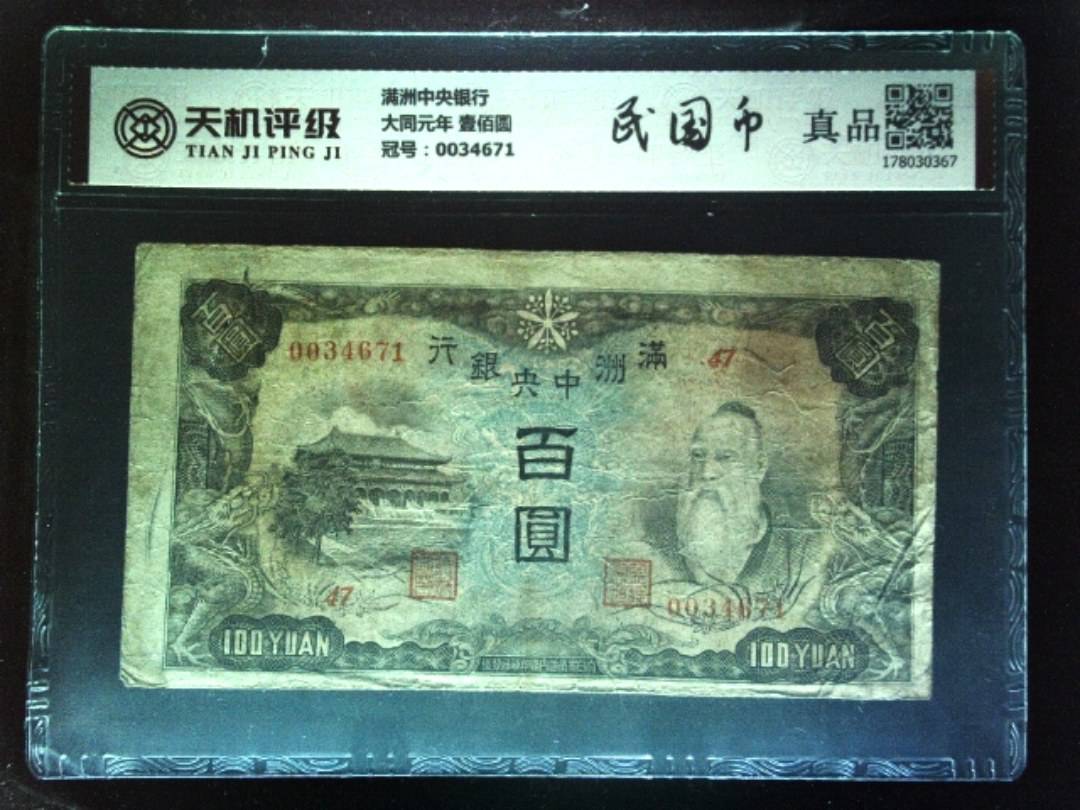 天机评级
TIAN JI PING JI
满洲中央银行
大同元年 壹佰圆
冠号：0034671
民国币
真品
178030367
百圓
百圓
0034671
行銀央中洲滿
47
百
圓
47
0034671
100 YUAN
100 YUAN